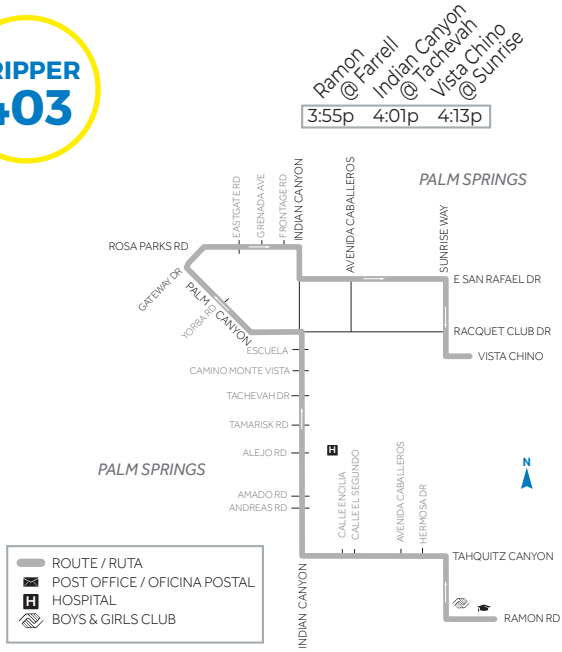 RIPPER
403
Ramon
@ Farrell
Indian Canyon
@ Tachevah
Vista Chino
@ Sunrise
3:55p 4:01p 4:13p
PALM SPRINGS
EASTGATE RD
GRENADA AVE
FRONTAGE RD
INDIAN CANYON
AVENIDA CABALLEROS
SUNRISE WAY
ROSA PARKS RD
GATEWAY DR
PALM CANYON
YORBA RD
E SAN RAFAEL DR
RACQUET CLUB DR
VISTA CHINO
ESCUELA
CAMINO MONTE VISTA
TACHEVAH DR
TAMARISK RD
ALEJO RD
H
PALM SPRINGS
N
AMADO RD
ANDREAS RD
CALLE ENCILIA
CALLE EL SEGUNDO
AVENIDA CABALLEROS
HERMOSA DR
TAHQUITZ CANYON
INDIAN CANYON
RAMON RD
ROUTE / RUTA
POST OFFICE / OFICINA POSTAL
H HOSPITAL
BOYS & GIRLS CLUB